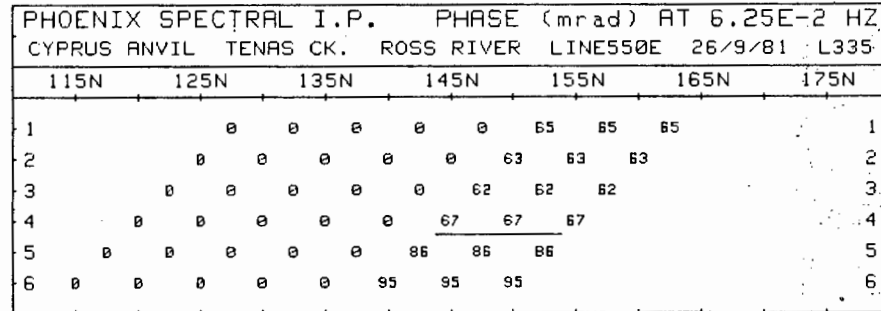 PHOENIX SPECTRAL I.P. PHASE (mrad) AT 6.25E-2 HZ
CYPRUS ANVIL TENAS CK. ROSS RIVER LINE550E 26/9/81 L335
115N 125N 135N 145N 155N 165N 175N
1 0 0 0 0 0 65 65 65 1
2 0 0 0 0 0 63 63 63 2
3 0 0 0 0 0 62 62 62 3
4 0 0 0 0 0 67 67 67 4
5 0 0 0 0 0 86 86 86 5
6 0 0 0 0 0 95 95 95 6